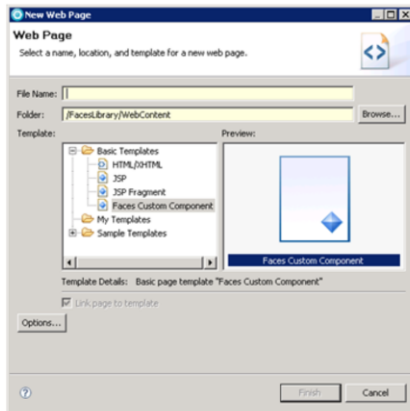 New Web Page
Web Page
Select a name, location, and template for a new web page.
File Name:
Folder: /FacesLibrary/WebContent Browse...
Template: Preview:
Basic Templates
HTML/XHTML
JSP
JSP Fragment
Faces Custom Component
My Templates
Sample Templates
Faces Custom Component
Template Details: Basic page template "Faces Custom Component"
Link page to template
Options...
Finish Cancel